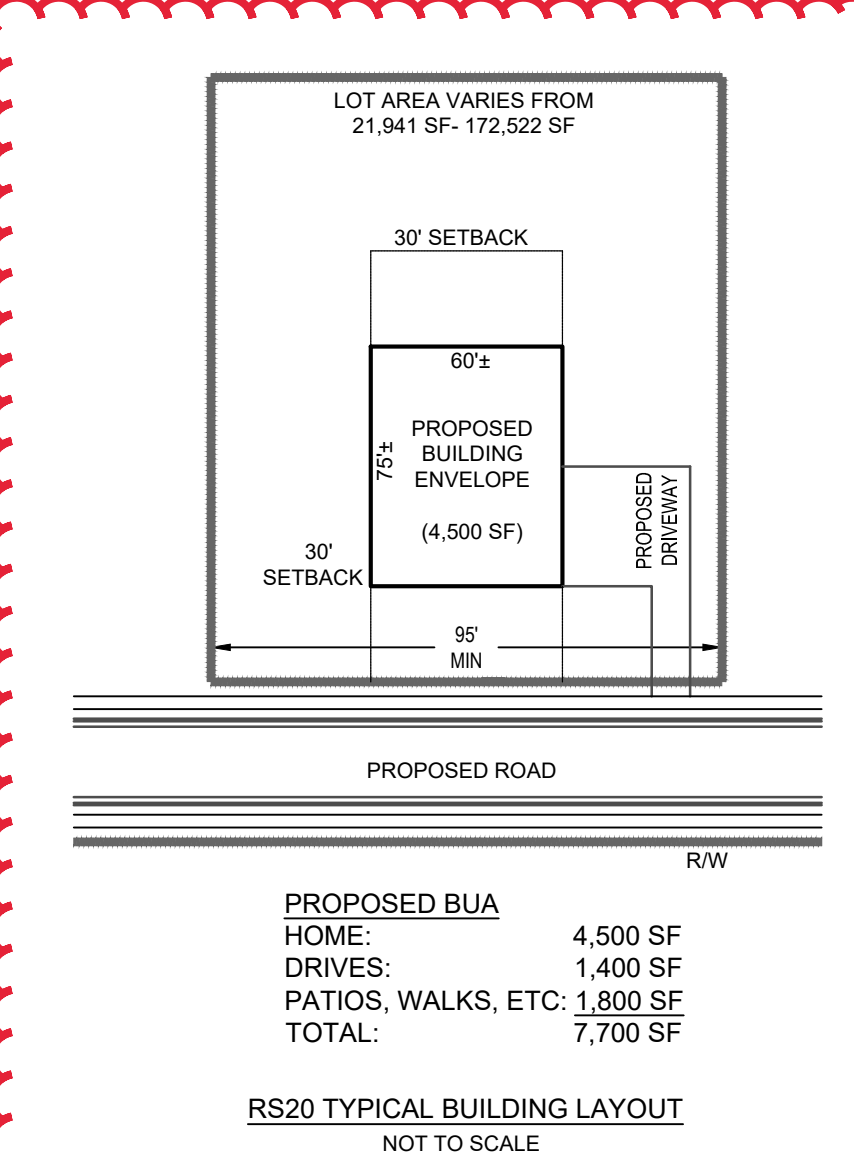 LOT AREA VARIES FROM
21,941 SF- 172,522 SF
30' SETBACK
60'±
75'±
PROPOSED
BUILDING
ENVELOPE
(4,500 SF)
PROPOSED
DRIVEWAY
30'
SETBACK
95'
MIN
PROPOSED ROAD
R/W
PROPOSED BUA
HOME: 4,500 SF
DRIVES: 1,400 SF
PATIOS, WALKS, ETC: 1,800 SF
TOTAL: 7,700 SF
RS20 TYPICAL BUILDING LAYOUT
NOT TO SCALE